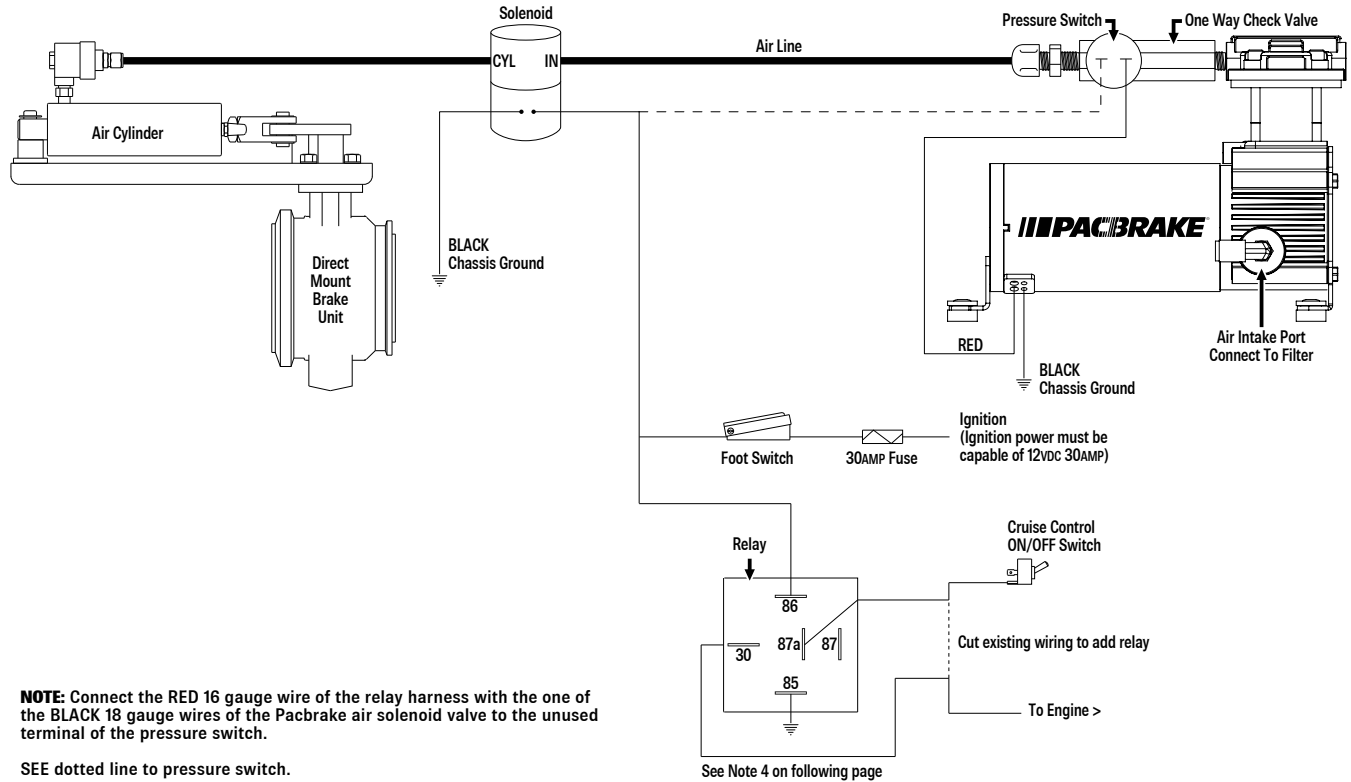 Solenoid
Pressure Switch
One Way Check Valve
Air Line
CYL
IN
Air Cylinder
PACBRAKE
BLACK
Chassis Ground
Direct
Mount
Brake
Unit
RED
BLACK
Chassis Ground
Air Intake Port
Connect To Filter
Foot Switch
30AMP Fuse
Ignition
(Ignition power must be
capable of 12VDC 30AMP)
Cruise Control
ON/OFF Switch
Relay
86
87a
87
30
85
Cut existing wiring to add relay
To Engine >
NOTE: Connect the RED 16 gauge wire of the relay harness with the one of
the BLACK 18 gauge wires of the Pacbrake air solenoid valve to the unused
terminal of the pressure switch.
SEE dotted line to pressure switch.
See Note 4 on following page